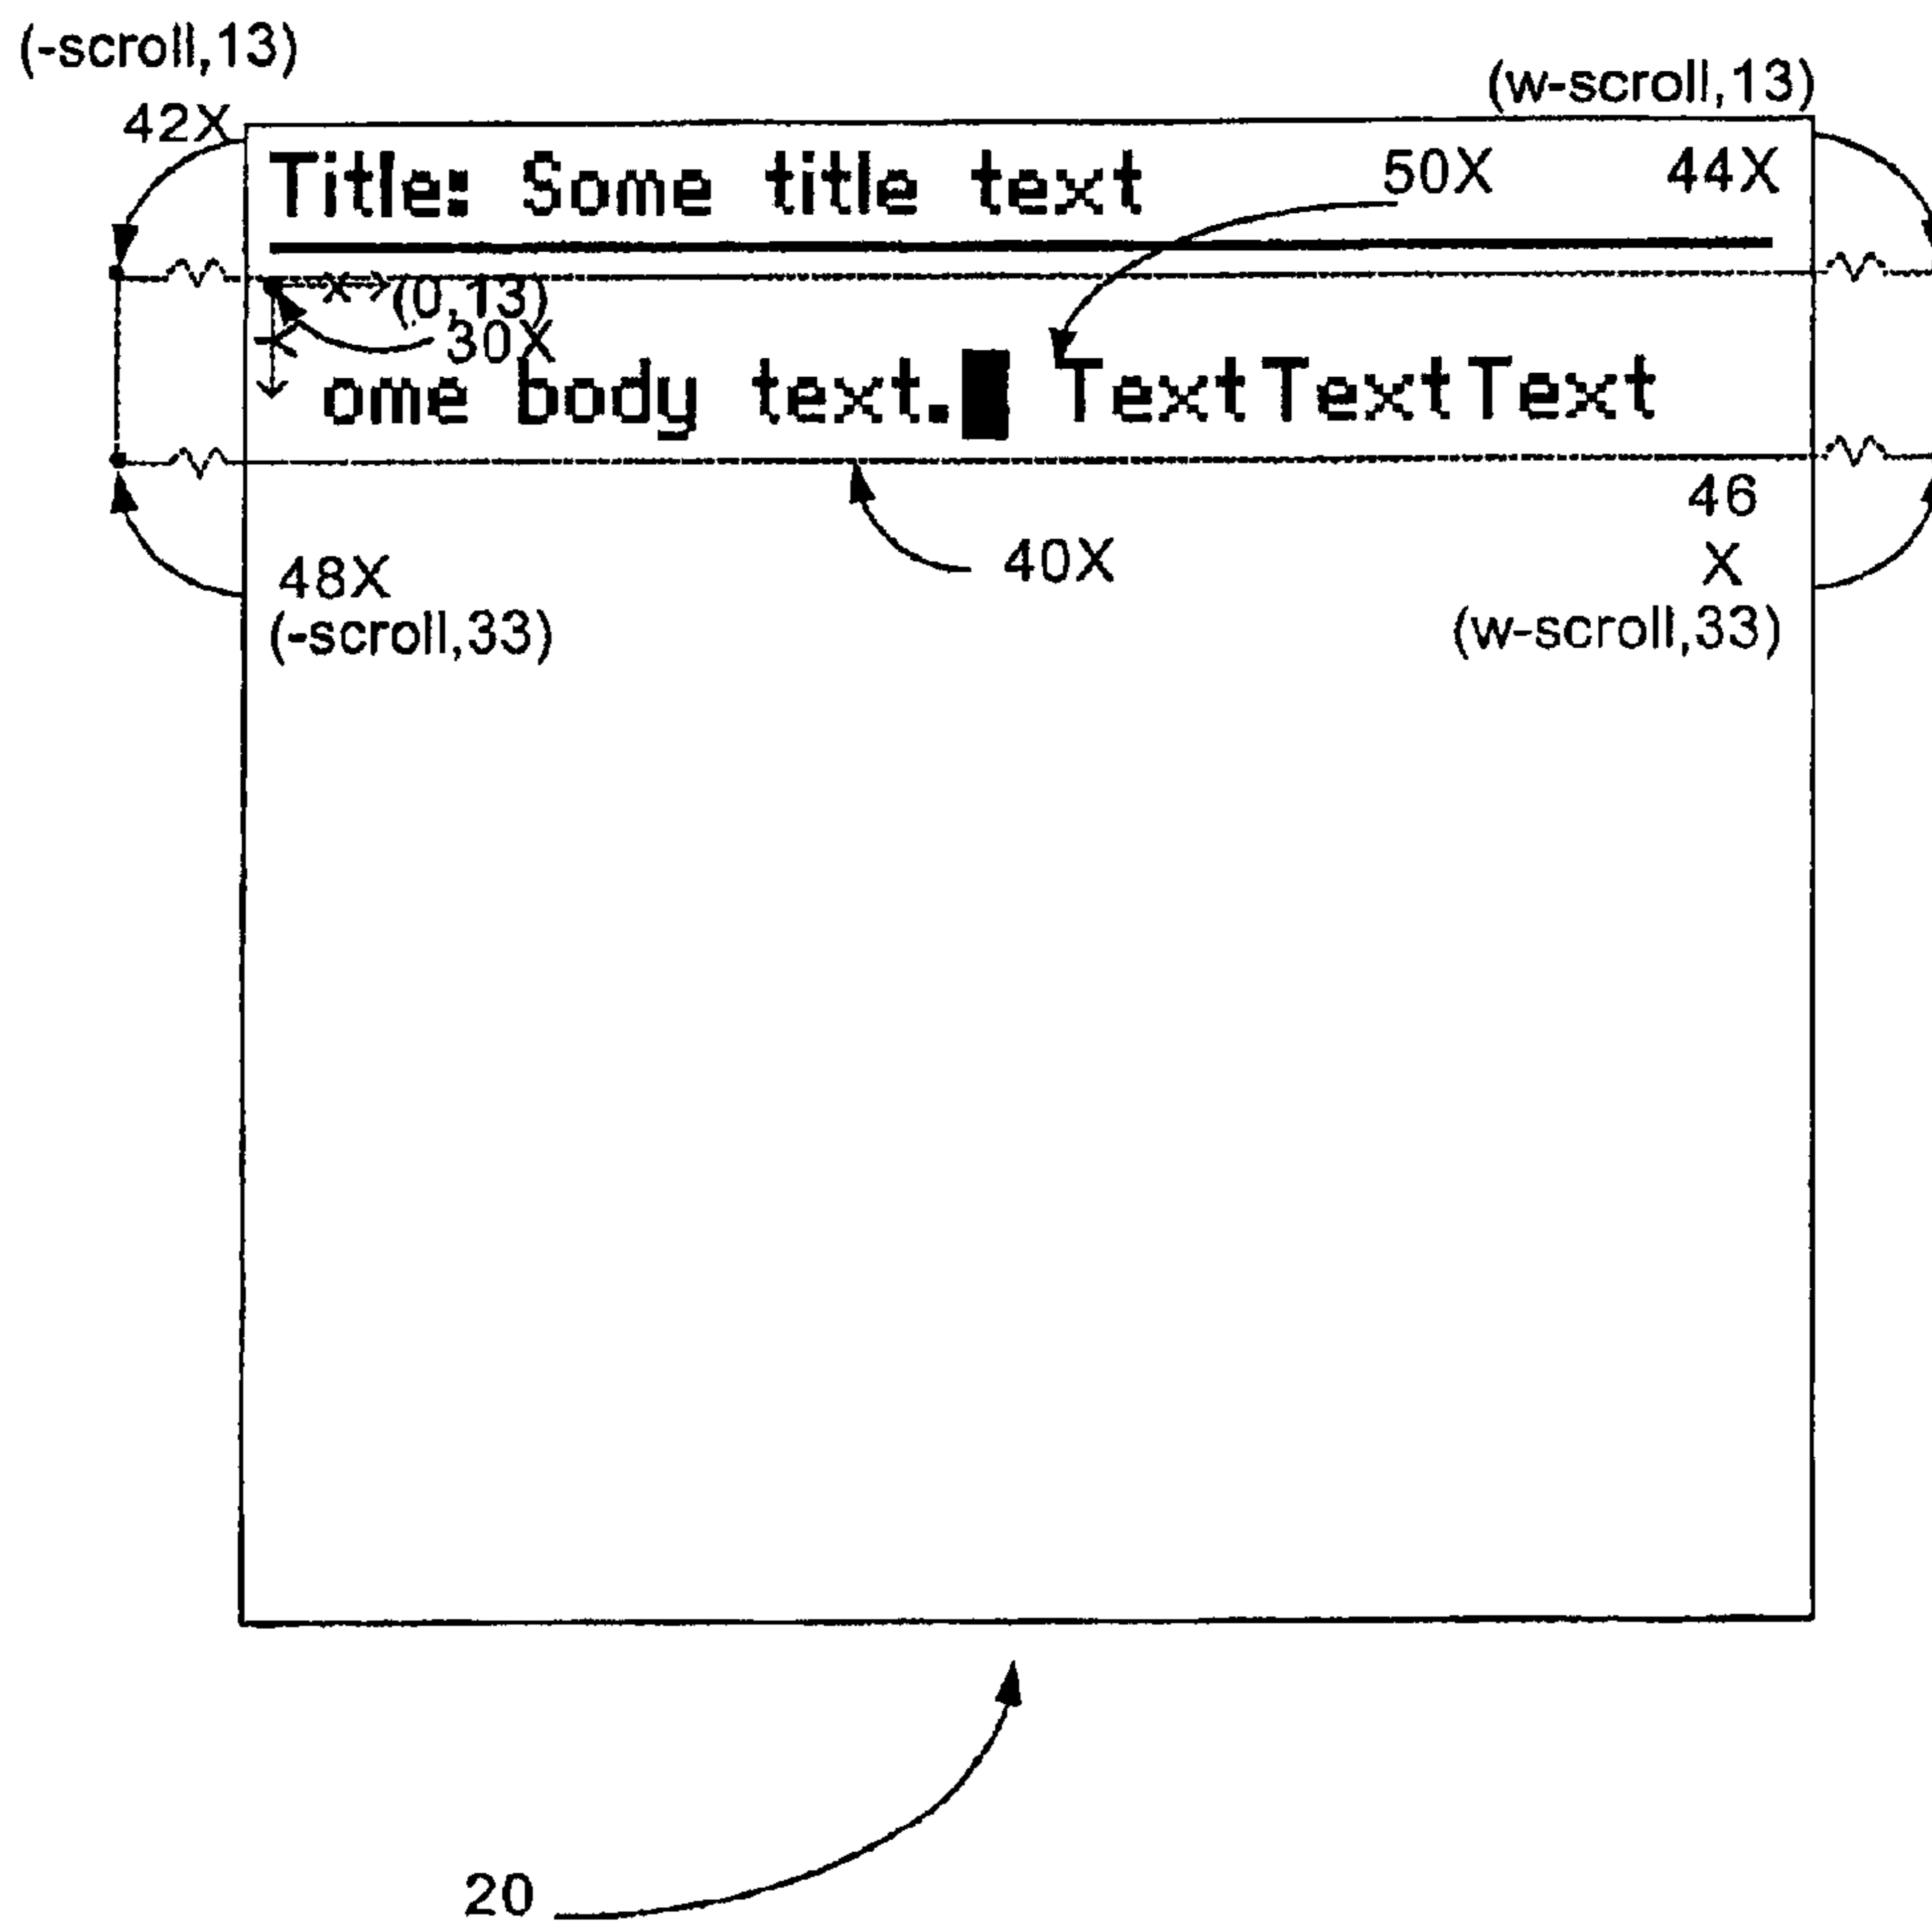 (-scroll,13)
(w-scroll,13)
42X
Title: Some title text
50X
44X
X
(0,13)
30X
ome body text. TextTextText
46
X
40X
48X
(-scroll,33)
(w-scroll,33)
20